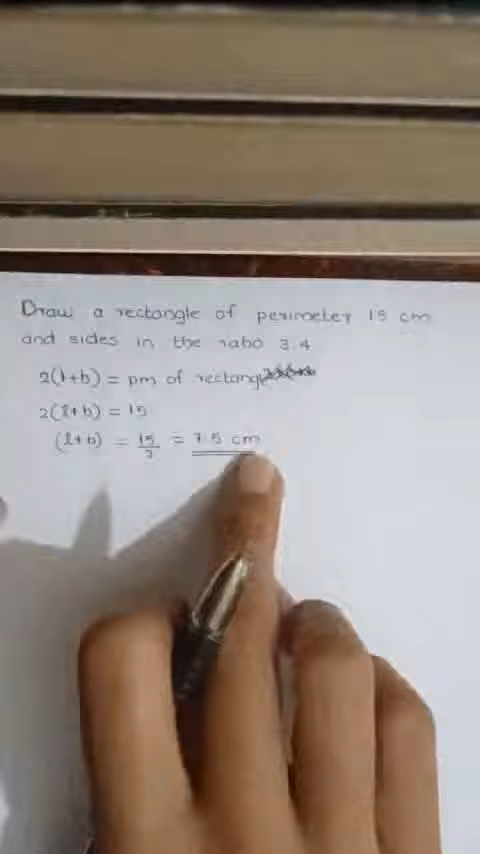 Draw a rectangle of perimeter 15 cm
and sides in the ratio 3:4
2(l+b) = pm of rectangle
2(l+b) = 15
(l+b) = 15/2 = 7.5 cm